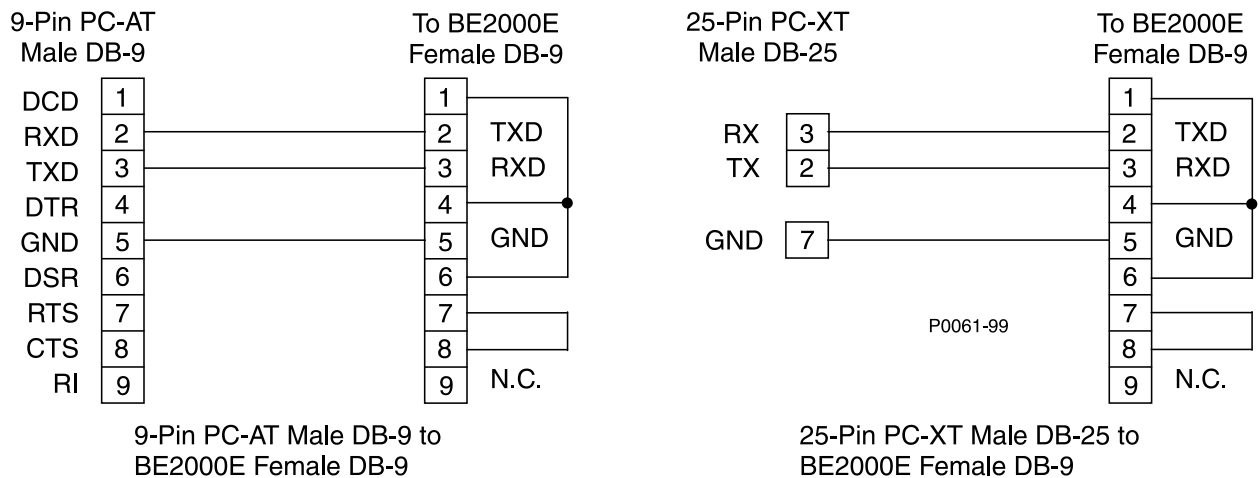 9-Pin PC-AT
Male DB-9
To BE2000E
Female DB-9
DCD 1 1
RXD 2 2 TXD
TXD 3 3 RXD
DTR 4 4
GND 5 5 GND
DSR 6 6
RTS 7 7
CTS 8 8
RI 9 9 N.C.
9-Pin PC-AT Male DB-9 to
BE2000E Female DB-9
25-Pin PC-XT
Male DB-25
To BE2000E
Female DB-9
1
RX 3 2 TXD
TX 2 3 RXD
4
GND 7 5 GND
6
7
P0061-99
8
9 N.C.
25-Pin PC-XT Male DB-25 to
BE2000E Female DB-9